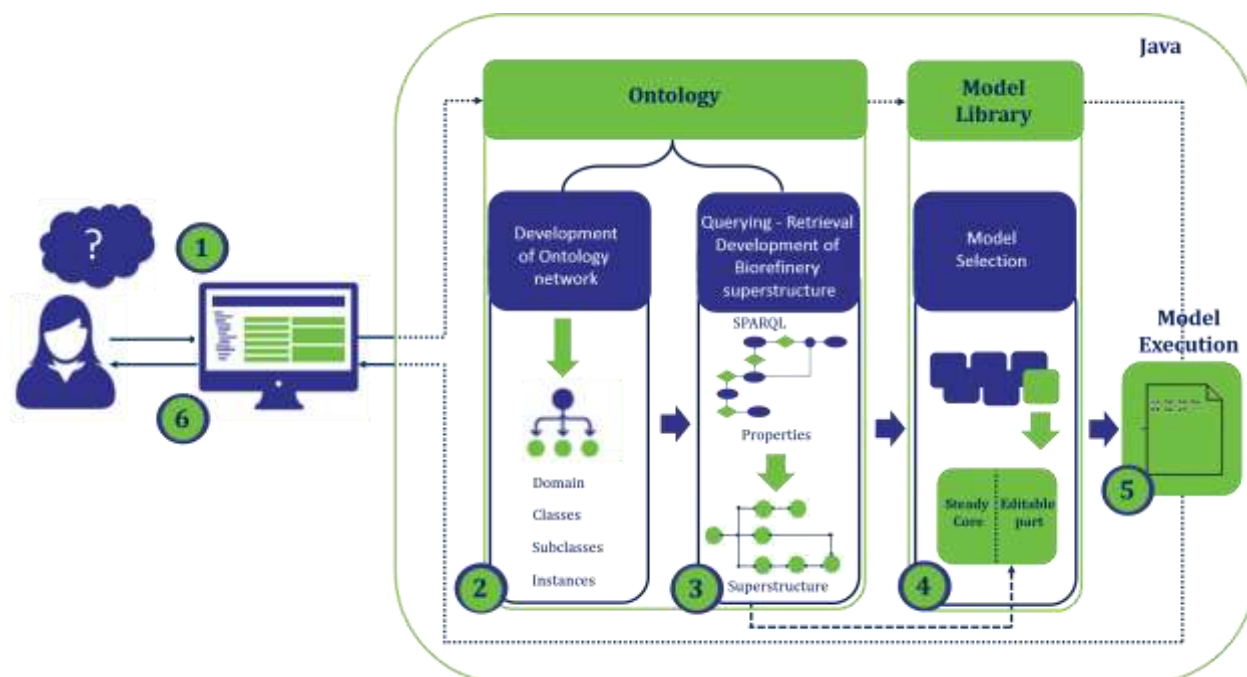 Java
Ontology
Model
Library
?
1
Development
of Ontology
network
Querying - Retrieval
Development of
Biorefinery
superstructure
Model
Selection
SPARQL
Model
Execution
6
Properties
Domain
Classes
Subclasses
Instances
Steady
Core
Editable
part
5
2
3
Superstructure
4